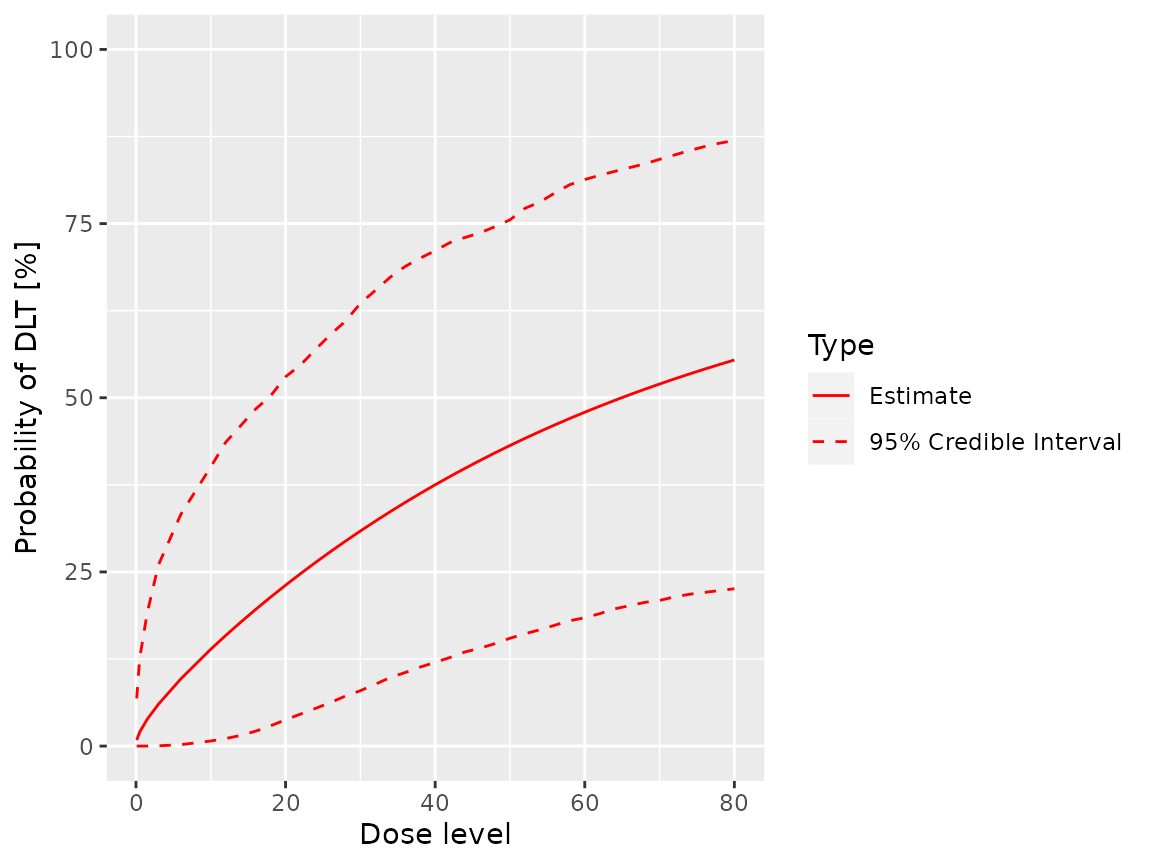 100
75
50
25
0
Probability of DLT [%]
0 20 40 60 80
Dose level
Type
Estimate
95% Credible Interval